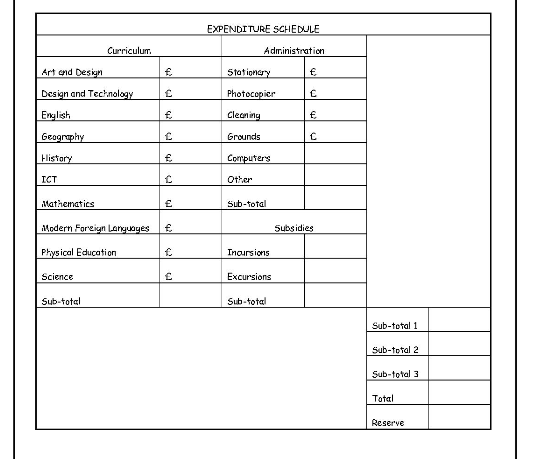 EXPENDITURE SCHEDULE
Curriculum Administration
Art and Design £ Stationary £
Design and Technology £ Photocopier £
English £ Cleaning £
Geography £ Grounds £
History £ Computers
ICT £ Other
Mathematics £ Sub-total
Modern Foreign Languages £ Subsidies
Physical Education £ Incursions
Science £ Excursions
Sub-total Sub-total
Sub-total 1
Sub-total 2
Sub-total 3
Total
Reserve